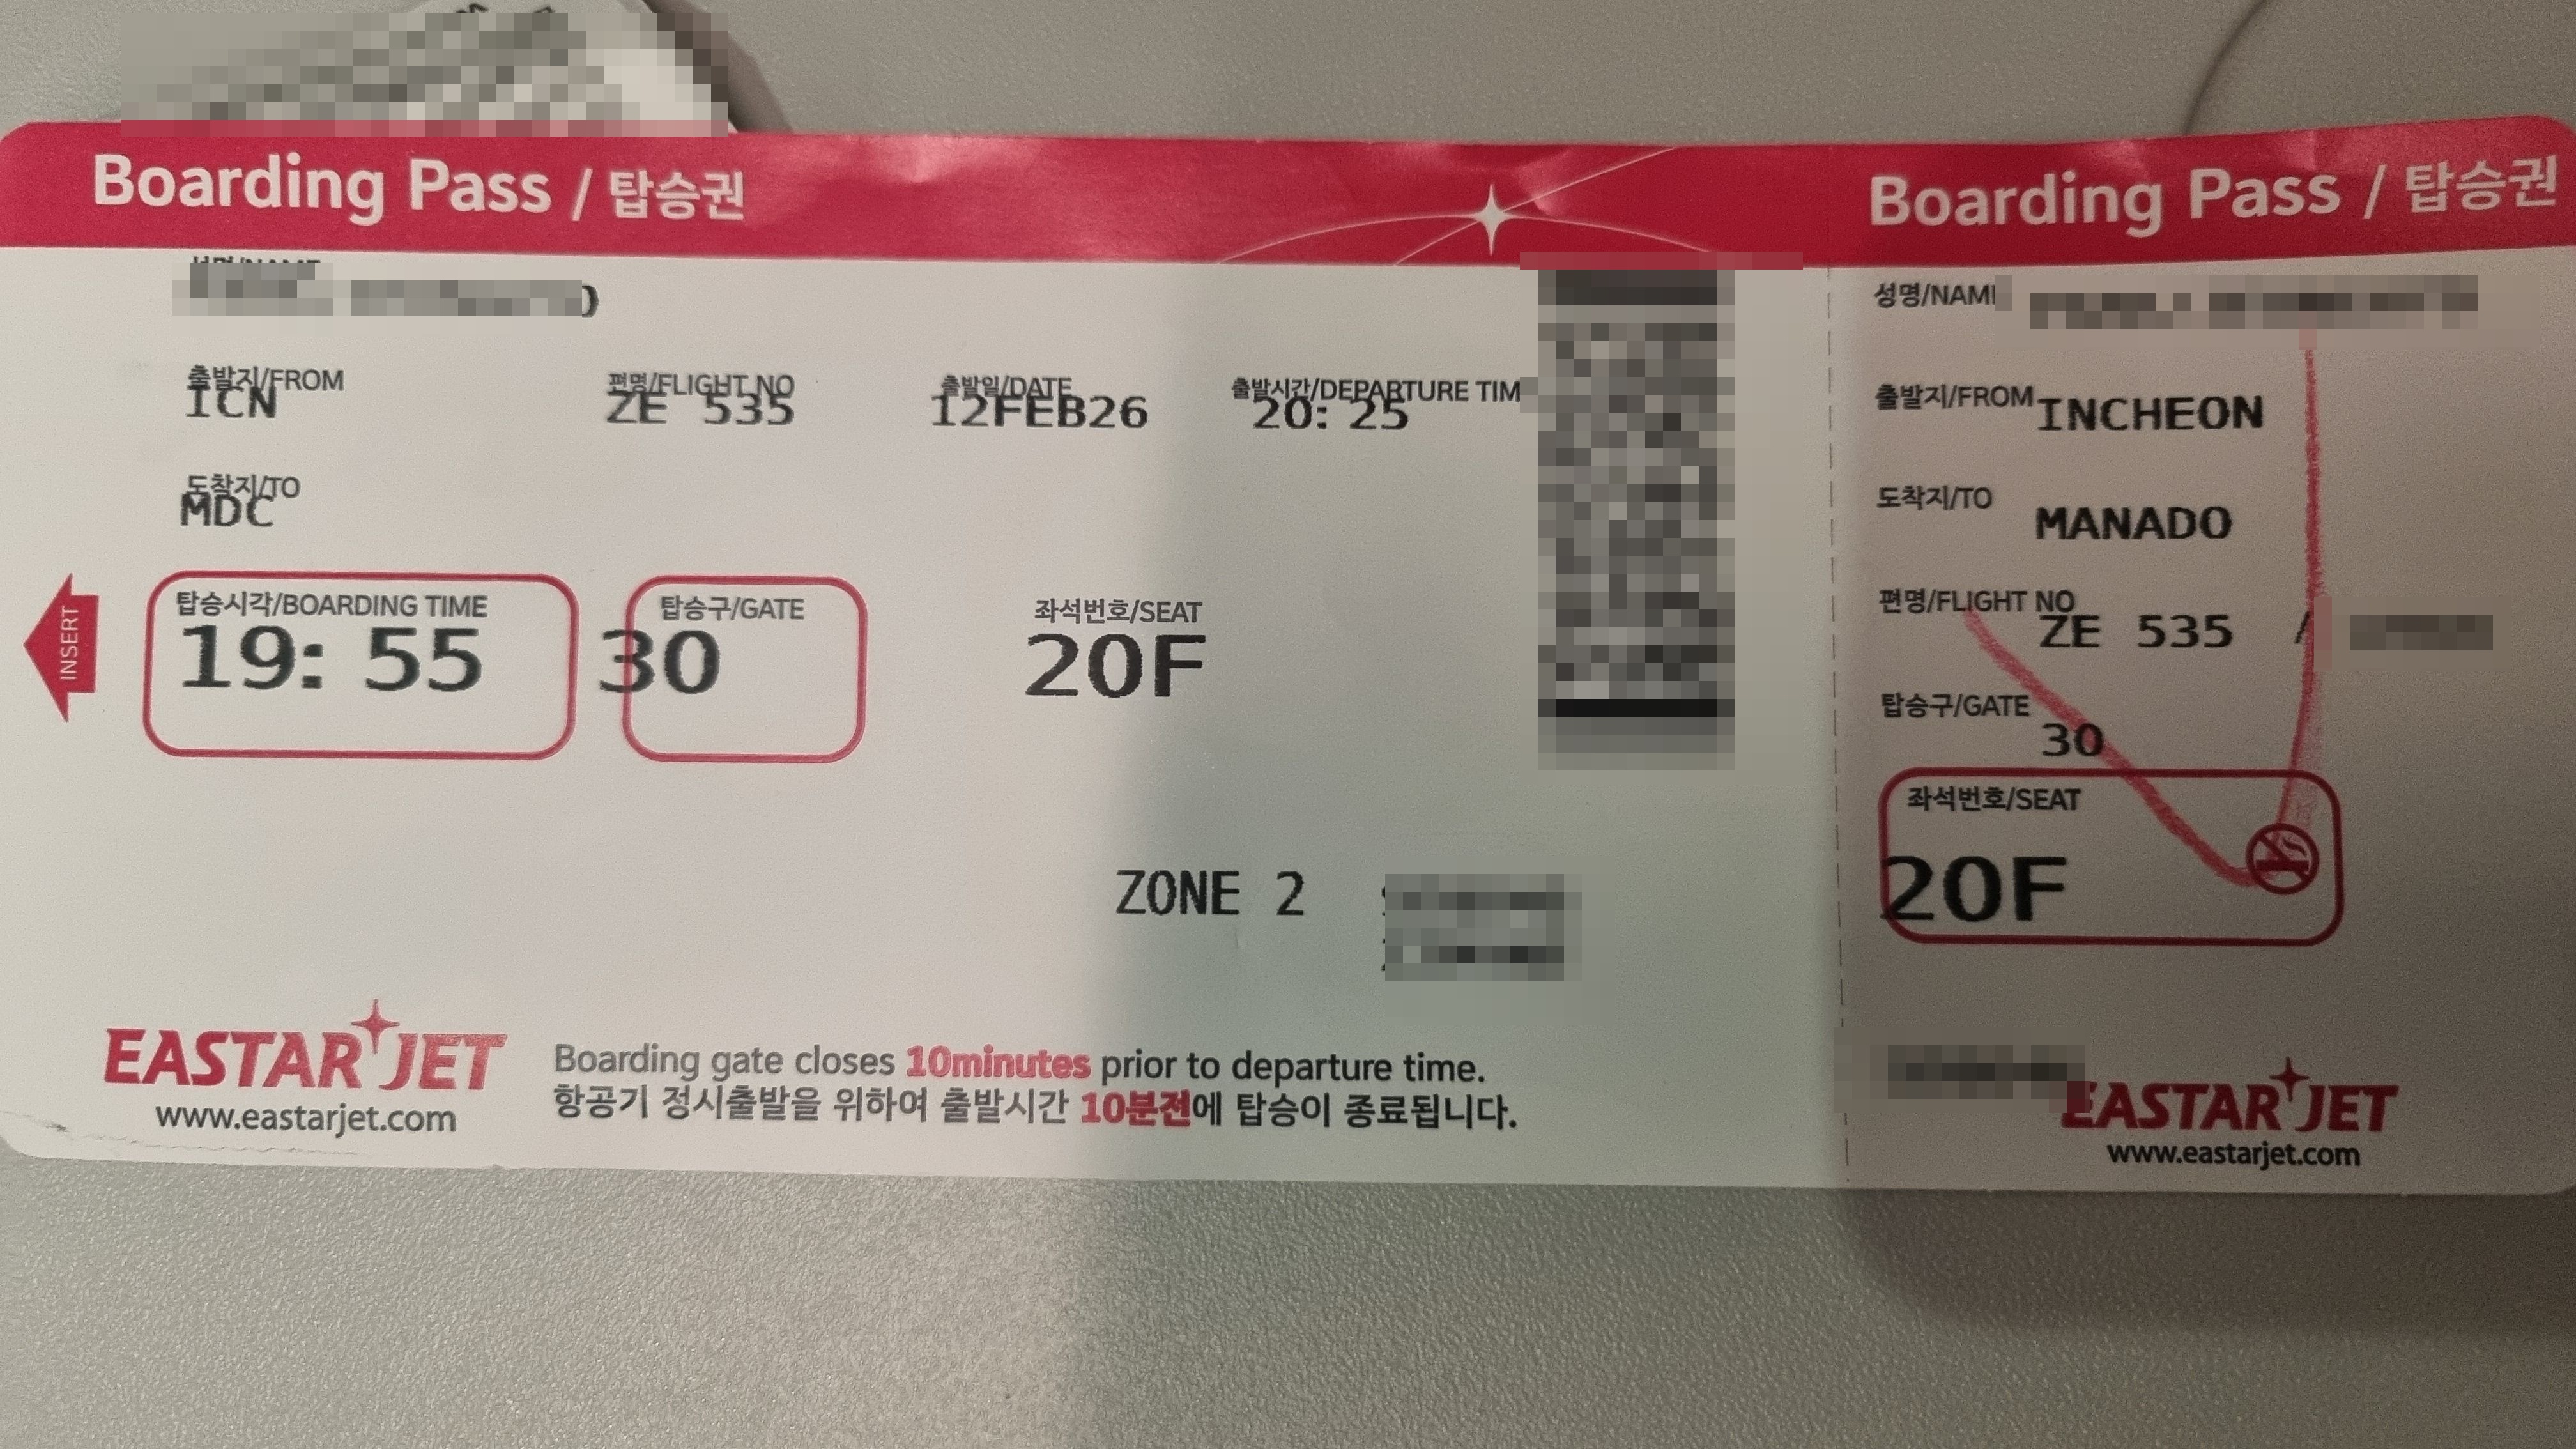 Boarding Pass / 탑승권
출발지/FROM
ICN
편명/FLIGHT NO
ZE 535
출발일/DATE
12FEB26
출발시간/DEPARTURE TIM
20: 25
도착지/TO
MDC
INSERT
탑승시각/BOARDING TIME
19: 55
탑승구/GATE
30
좌석번호/SEAT
20F
ZONE 2
EASTAR JET
www.eastarjet.com
Boarding gate closes 10minutes prior to departure time.
항공기 정시출발을 위하여 출발시간 10분전에 탑승이 종료됩니다.
Boarding Pass / 탑승권
성명/NAME
출발지/FROM INCHEON
도착지/TO MANADO
편명/FLIGHT NO
ZE 535 /
탑승구/GATE
30
좌석번호/SEAT
20F
EASTAR JET
www.eastarjet.com